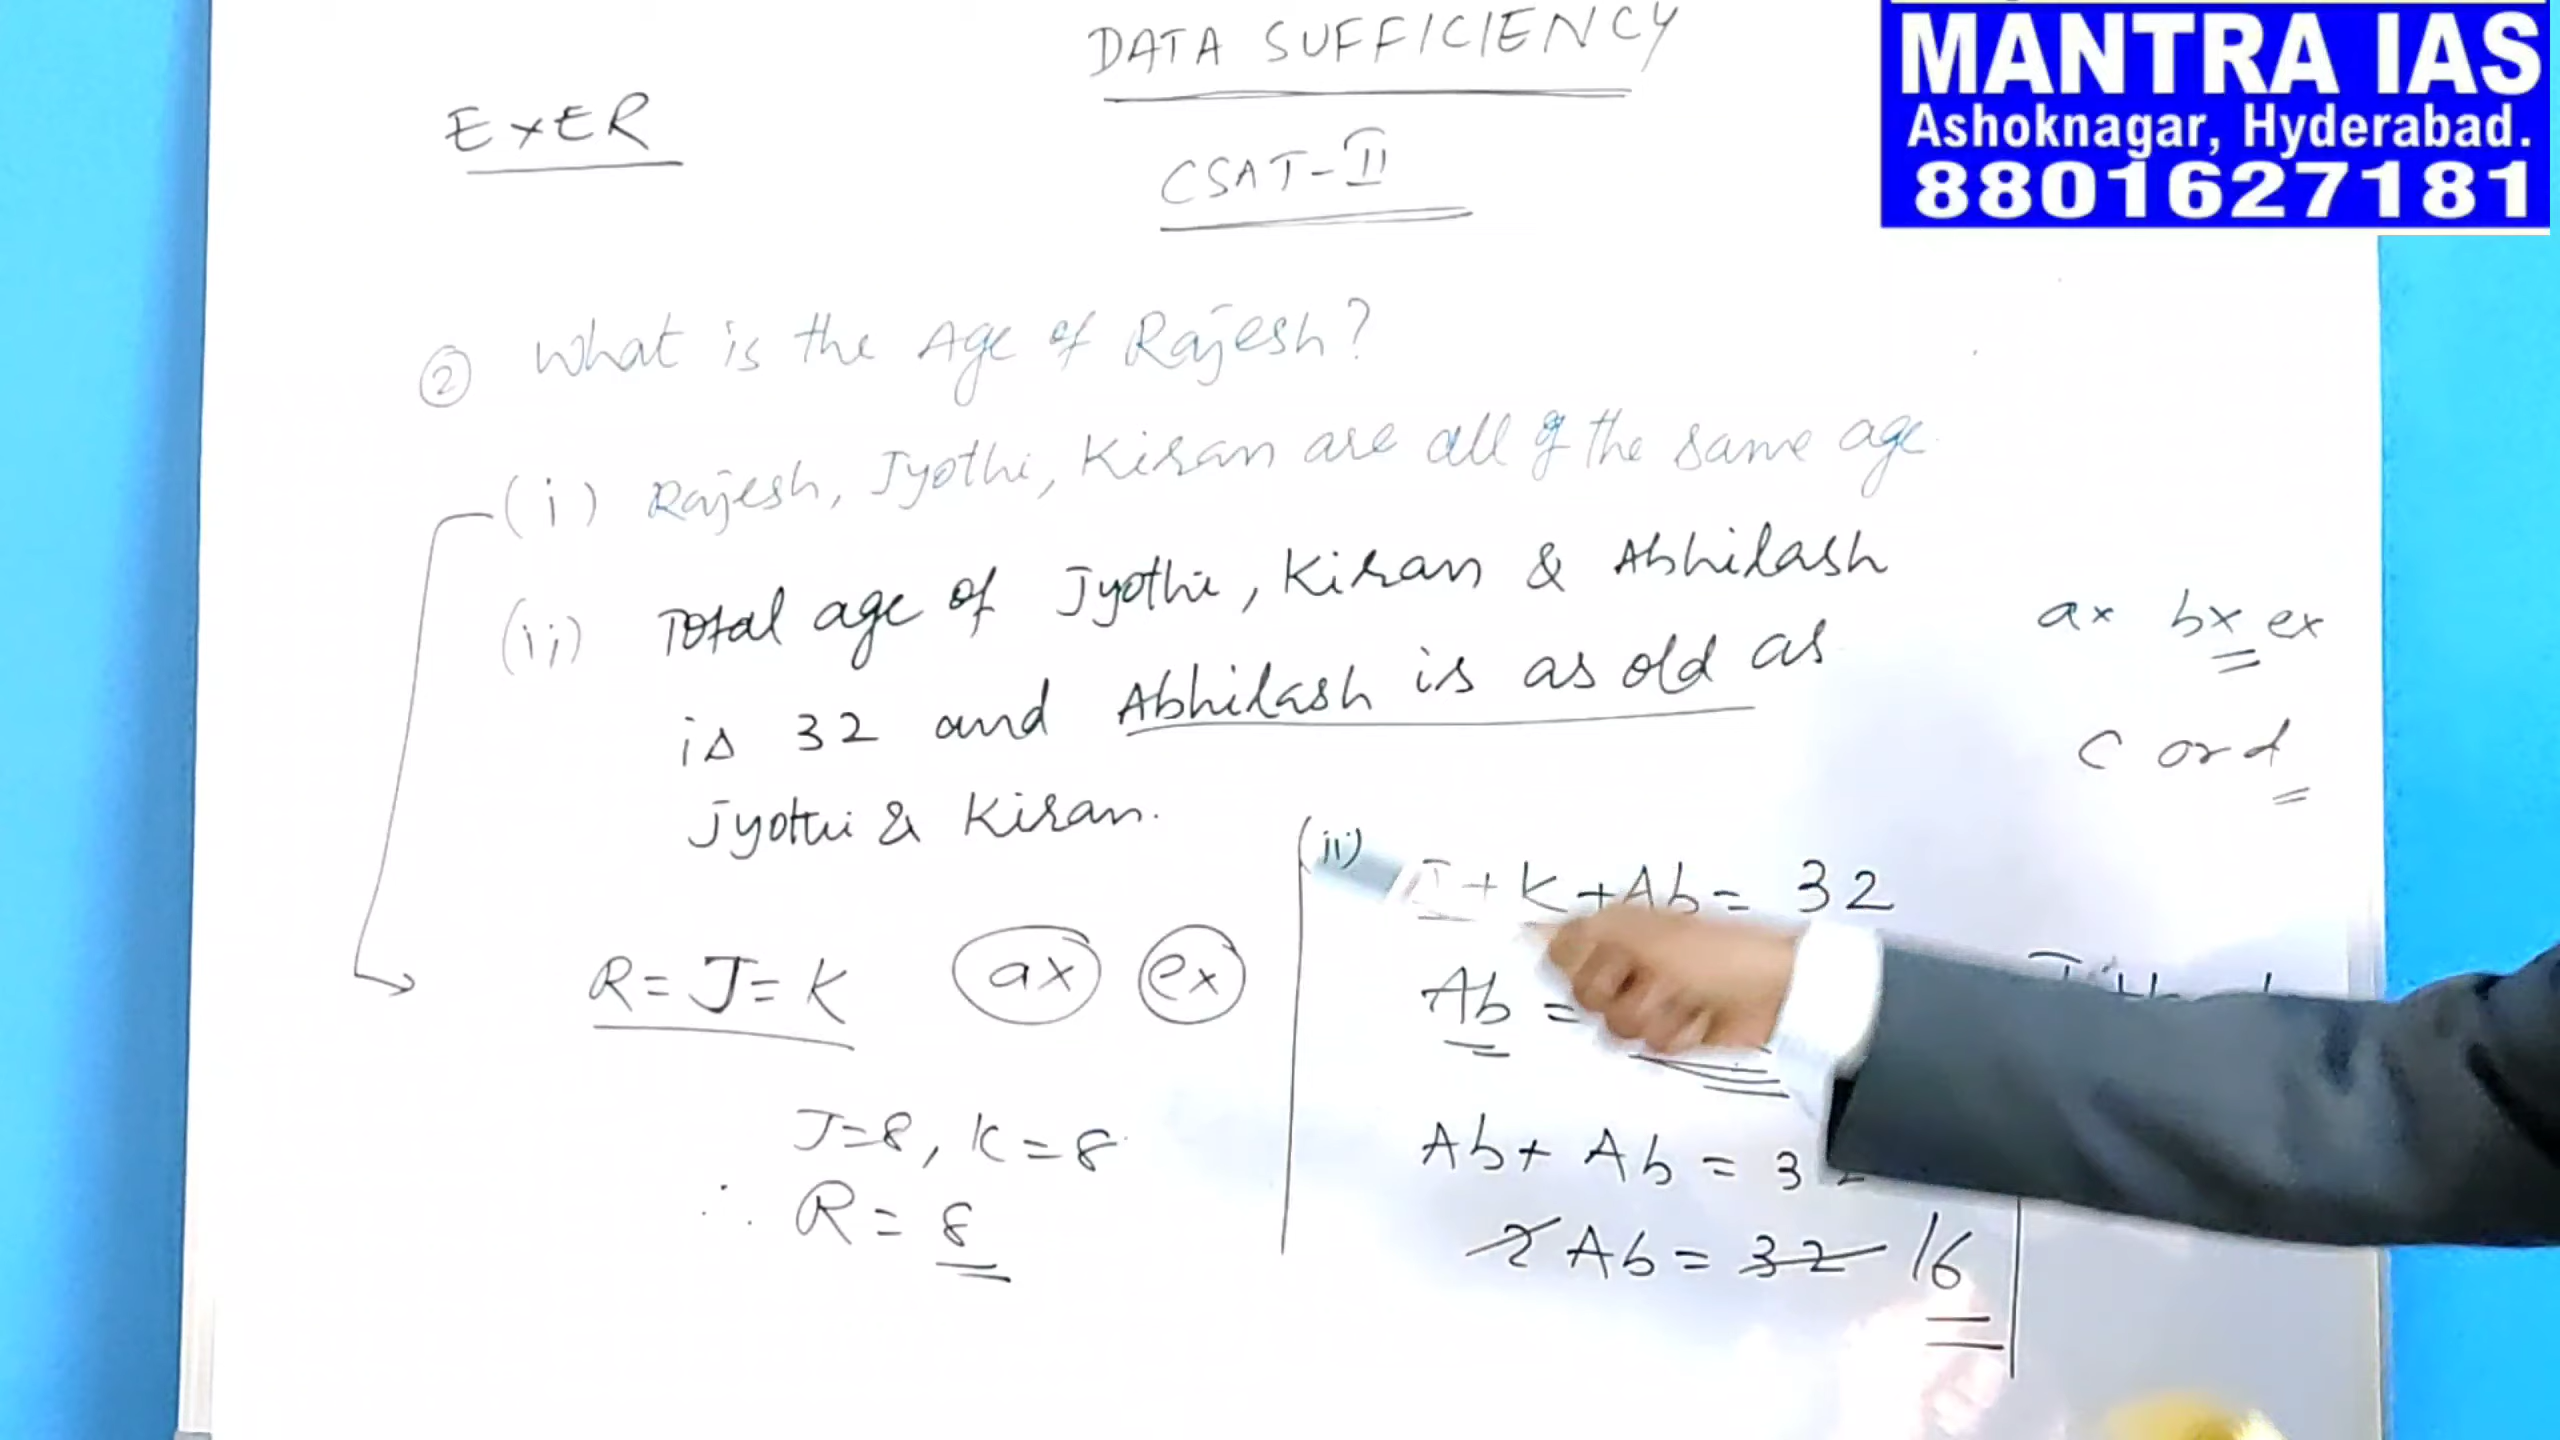 DATA SUFFICIENCY
MANTRA IAS
Ashoknagar, Hyderabad.
8801627181
EXER
CSAT-II
② What is the Age of Rajesh?
(i) Rajesh, Jyothi, Kiran are all of the same age
(ii) Total age of Jyothi, Kiran & Abhilash
is 32 and Abhilash is as old as
Jyothi & Kiran.
ax bx ex
c or d
R = J = K ax ex
J=8, K=8
∴ R = 8
(ii) J + K + Ab = 32
Ab =
Ab + Ab = 32
2Ab = 32 16